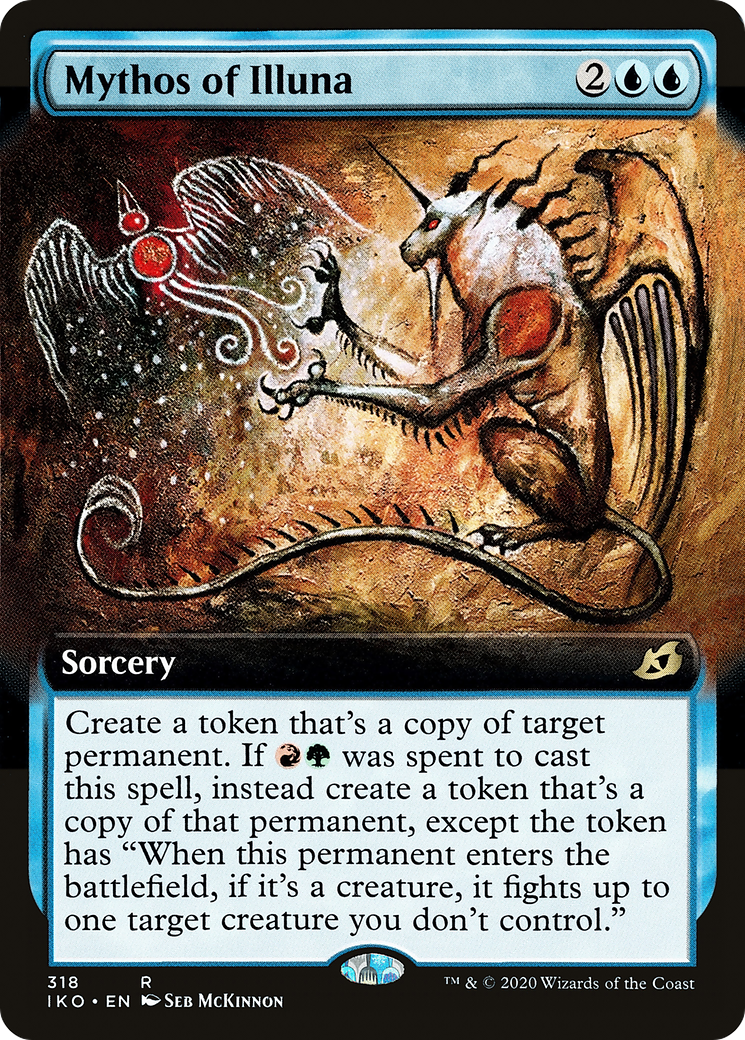 Mythos of Illuna 2
Sorcery
Create a token that's a copy of target
permanent. If was spent to cast
this spell, instead create a token that's a
copy of that permanent, except the token
has “When this permanent enters the
battlefield, if it's a creature, it fights up to
one target creature you don't control.”
318 R
IKO • EN Seb McKinnon
™ & © 2020 Wizards of the Coast